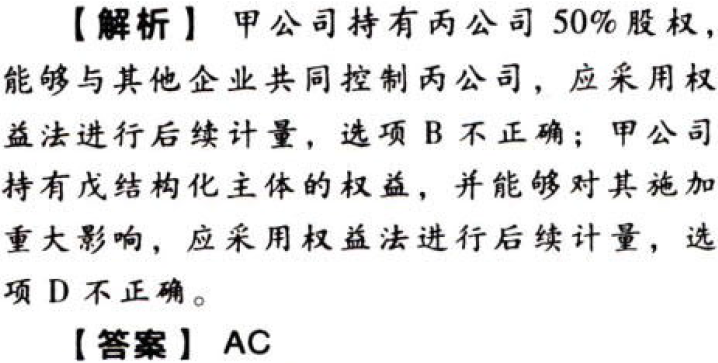 【解析】 甲公司持有丙公司 50% 股权，
能够与其他企业共同控制丙公司，应采用权
益法进行后续计量，选项 B 不正确；甲公司
持有戊结构化主体的权益，并能够对其施加
重大影响，应采用权益法进行后续计量，选
项 D 不正确。
【答案】 AC